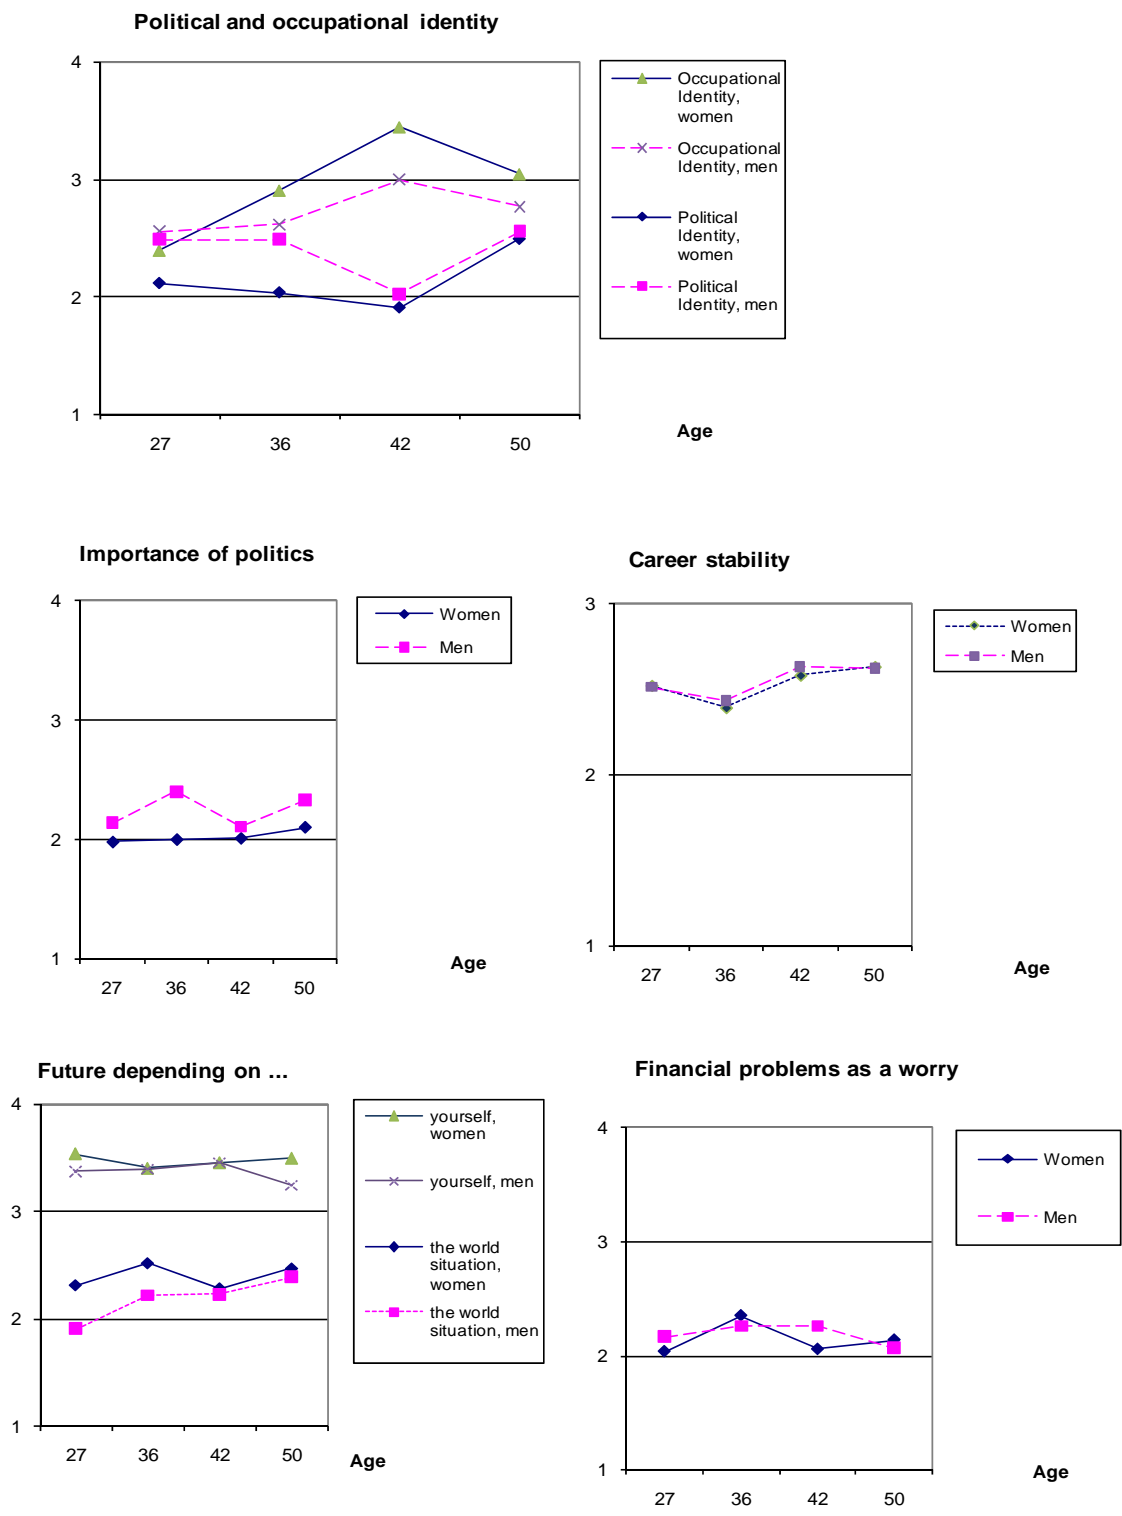 Political and occupational identity
4
3
2
1
27 36 42 50
Age
Occupational
Identity,
women
Occupational
Identity, men
Political
Identity,
women
Political
Identity, men
Importance of politics
4
3
2
1
27 36 42 50
Age
Women
Men
Career stability
3
2
1
27 36 42 50
Age
Women
Men
Future depending on ...
4
3
2
1
27 36 42 50
Age
yourself,
women
yourself, men
the world
situation,
women
the world
situation, men
Financial problems as a worry
4
3
2
1
27 36 42 50
Age
Women
Men